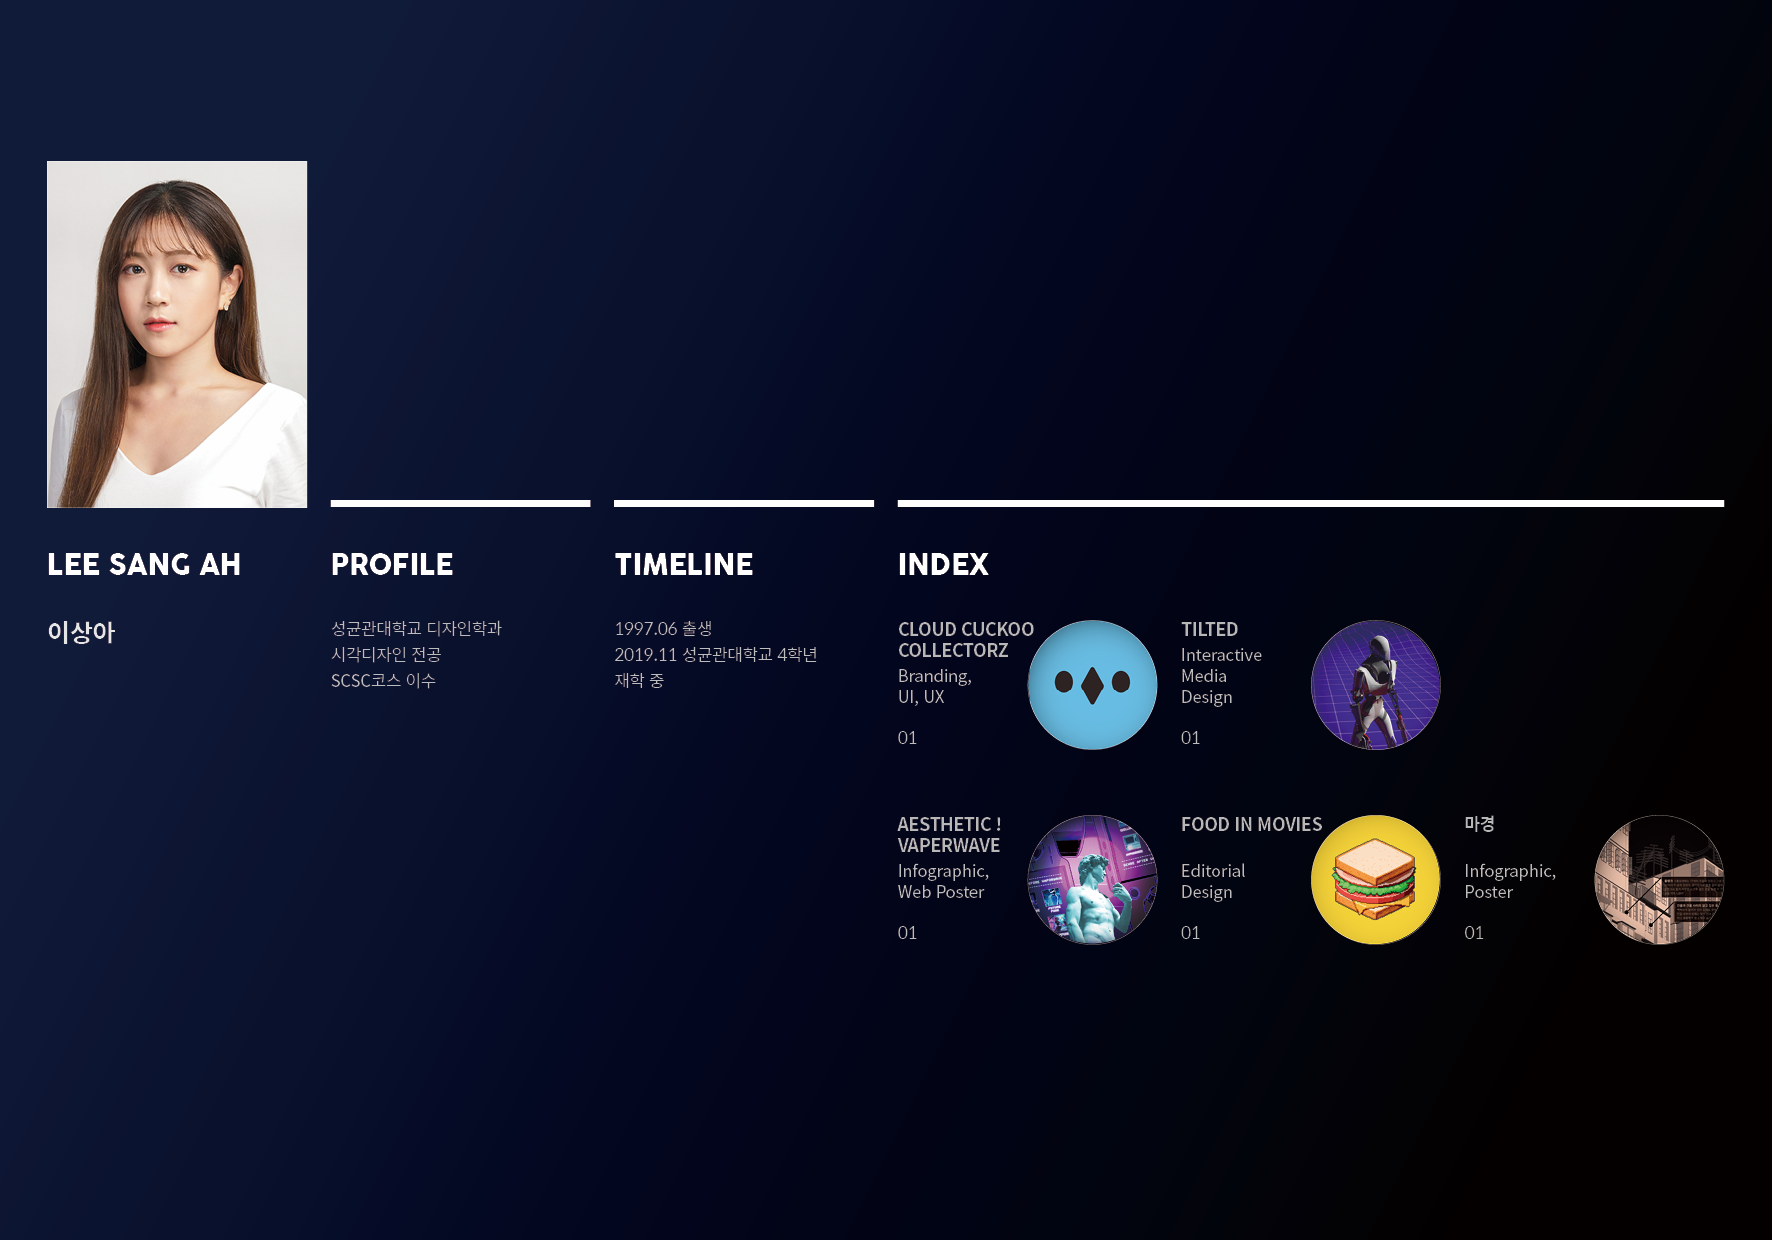 LEE SANG AH
이상아
PROFILE
성균관대학교 디자인학과
시각디자인 전공
SCSC코스 이수
TIMELINE
1997.06 출생
2019.11 성균관대학교 4학년
재학 중
INDEX
CLOUD CUCKOO
COLLECTORZ
Branding,
UI, UX
01
TILTED
Interactive
Media
Design
01
AESTHETIC !
VAPERWAVE
Infographic,
Web Poster
01
FOOD IN MOVIES
Editorial
Design
01
마경
Infographic,
Poster
01